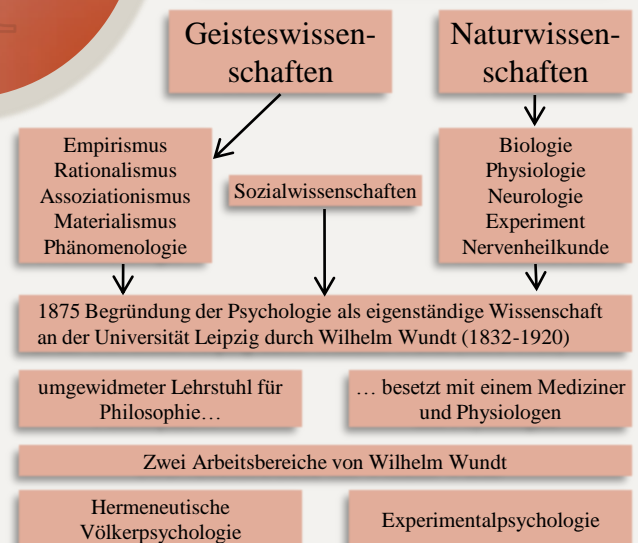 Geisteswissen-
schaften
Naturwissen-
schaften
Empirismus
Rationalismus
Assoziationismus
Materialismus
Phänomenologie
Sozialwissenschaften
Biologie
Physiologie
Neurologie
Experiment
Nervenheilkunde
1875 Begründung der Psychologie als eigenständige Wissenschaft
an der Universität Leipzig durch Wilhelm Wundt (1832-1920)
umgewidmeter Lehrstuhl für
Philosophie…
… besetzt mit einem Mediziner
und Physiologen
Zwei Arbeitsbereiche von Wilhelm Wundt
Hermeneutische
Völkerpsychologie
Experimentalpsychologie